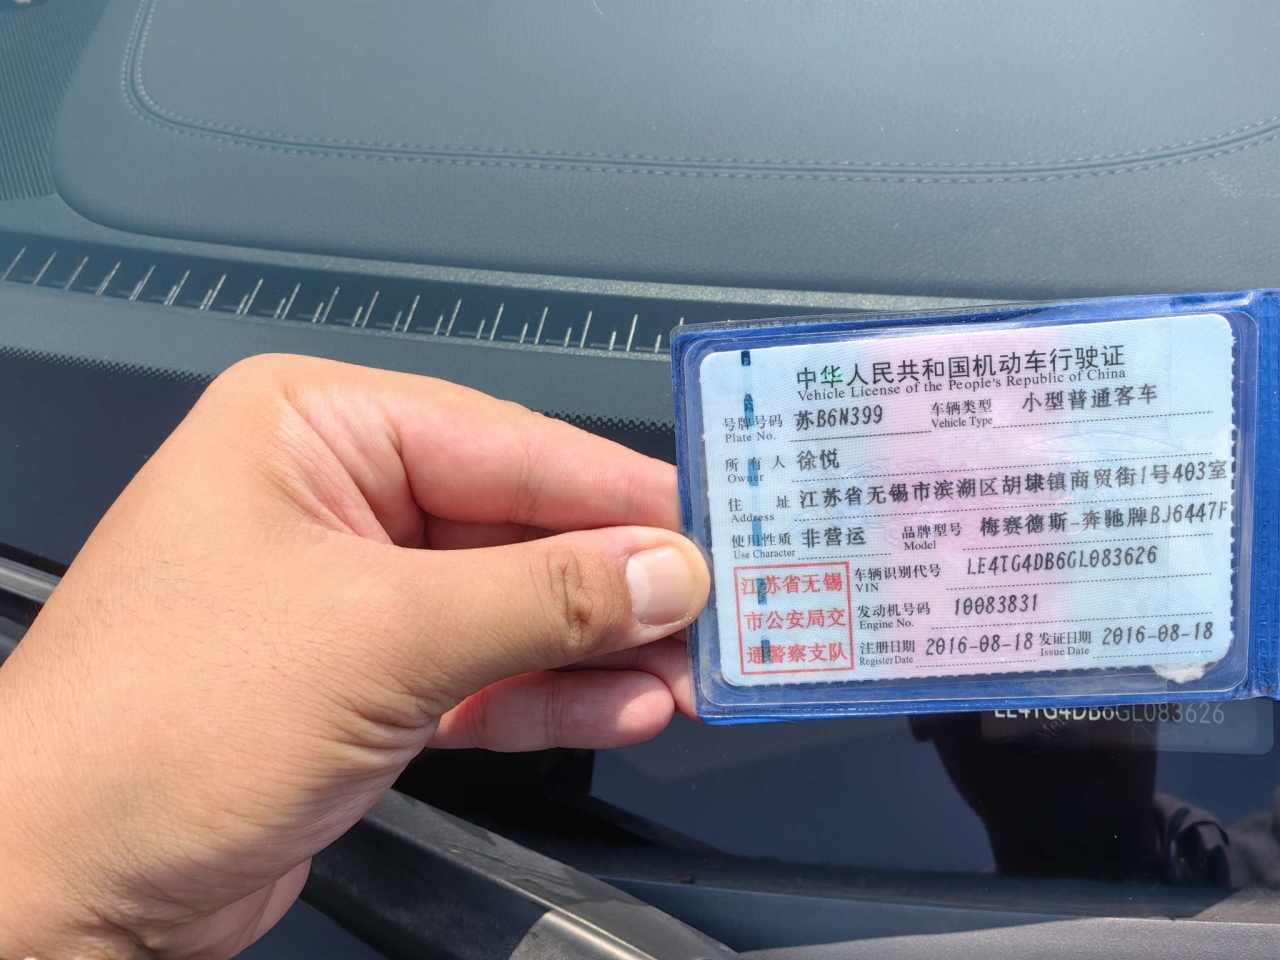 中华人民共和国机动车行驶证
Vehicle License of the People's Republic of China
号牌号码 苏B6N399 车辆类型 小型普通客车
Plate No. Vehicle Type
所有人 徐悦
Owner
住址 江苏省无锡市滨湖区胡埭镇商贸街1号403室
Address
使用性质 非营运 品牌型号 梅赛德斯-奔驰牌BJ6447F
Use Character Model
车辆识别代号 LE4TG4DB6GL083626
VIN
发动机号码 10083831
Engine No.
注册日期 2016-08-18 发证日期 2016-08-18
Register Date Issue Date
江苏省无锡
市公安局交
通警察支队
LE4TG4DB6GL083626